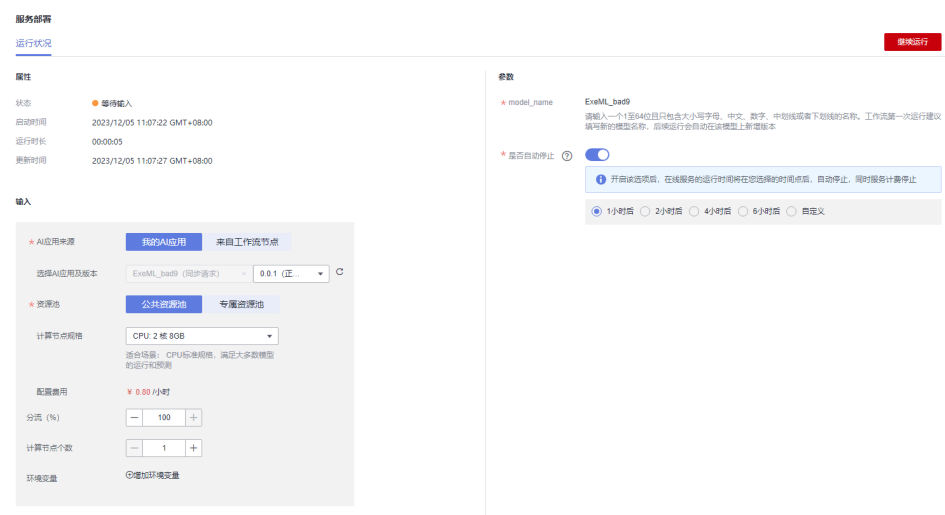 服务部署
运行状况
继续运行
属性
状态 等待输入
启动时间 2023/12/05 11:07:22 GMT+08:00
运行时长 00:00:05
更新时间 2023/12/05 11:07:27 GMT+08:00
输入
* AI应用来源 我的AI应用 来自工作流节点
选择AI应用及版本 ExeML_bad9（同步请求） 0.0.1（正...
* 资源池 公共资源池 专属资源池
计算节点规格 CPU: 2 核 8GB
适合场景： CPU标准规格，满足大多数模型
的运行和预测
配置费用 ¥ 0.80 /小时
分流（%） 100
计算节点个数 1
环境变量 增加环境变量
参数
* model_name ExeML_bad9
请输入一个1至64位且只包含大小写字母、中文、数字、中划线或者下划线的名称。工作流第一次运行建议
填写新的模型名称，后续运行会自动在该模型上新增版本
* 是否自动停止
开启该选项后，在线服务的运行时间将在您选择的时间点后，自动停止，同时服务计费停止
1小时后 2小时后 4小时后 6小时后 自定义